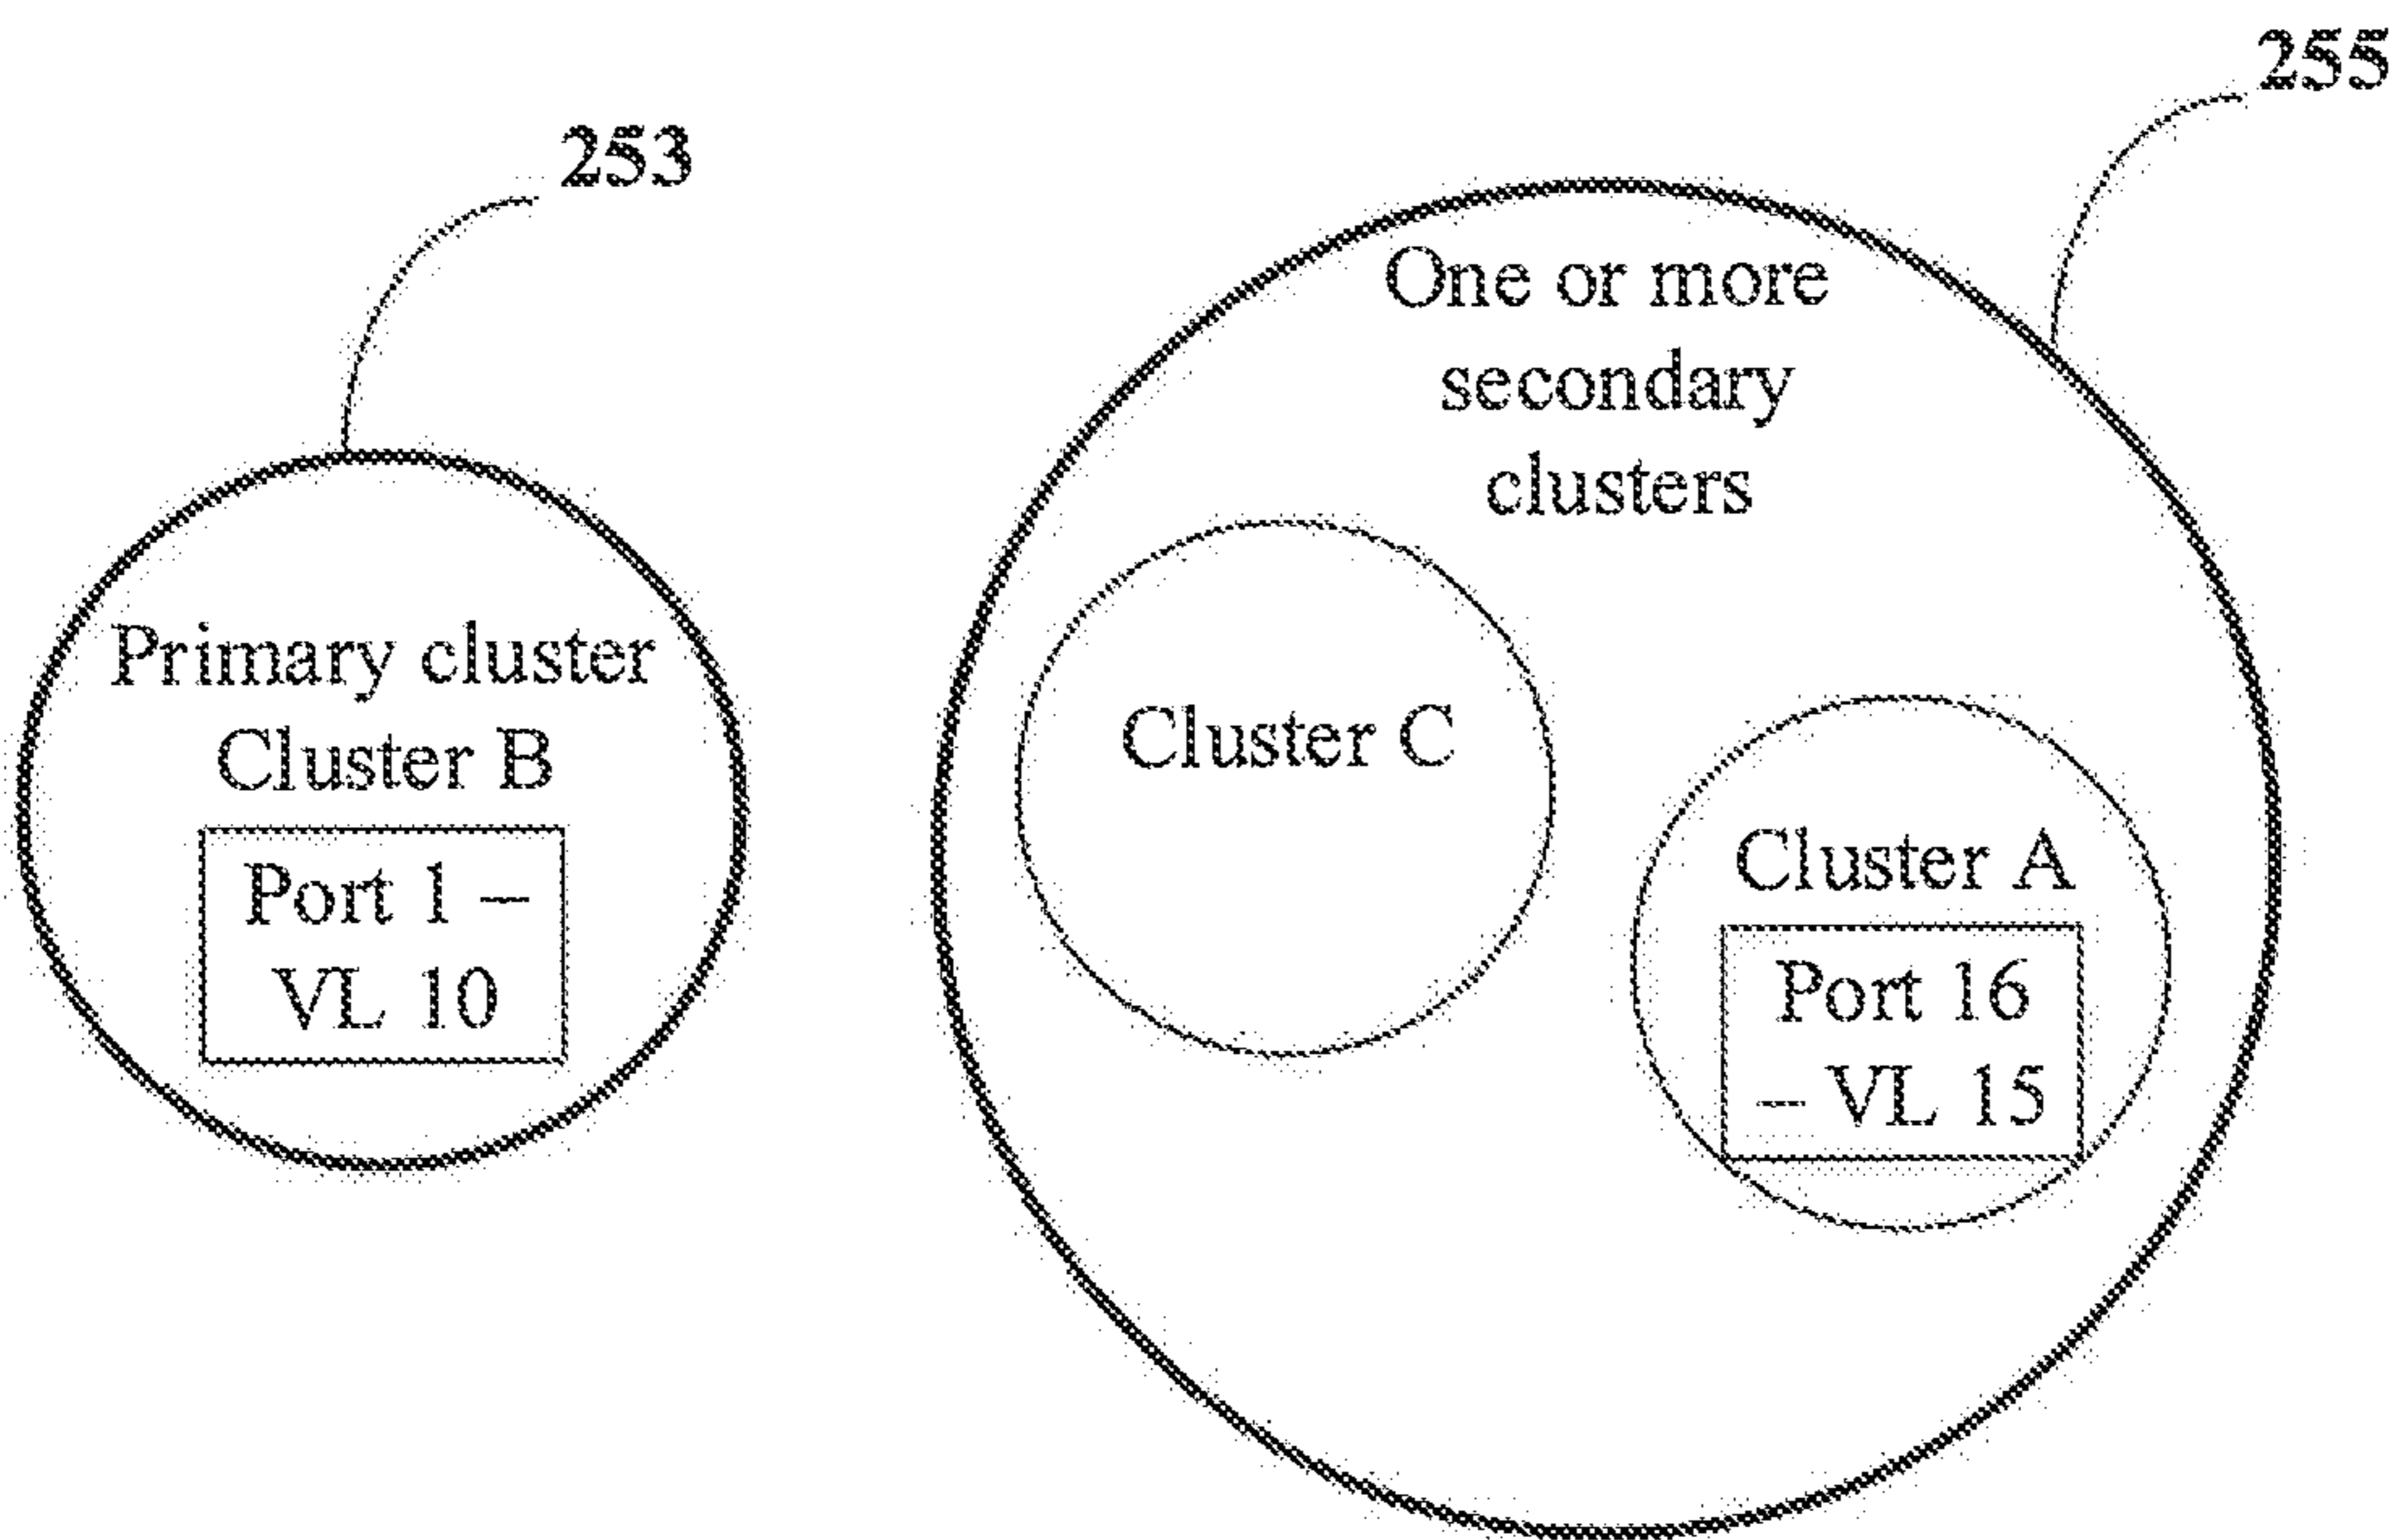 255
253
One or more
secondary
clusters
Primary cluster
Cluster B
Port 1 –
VL 10
Cluster C
Cluster A
Port 16
– VL 15